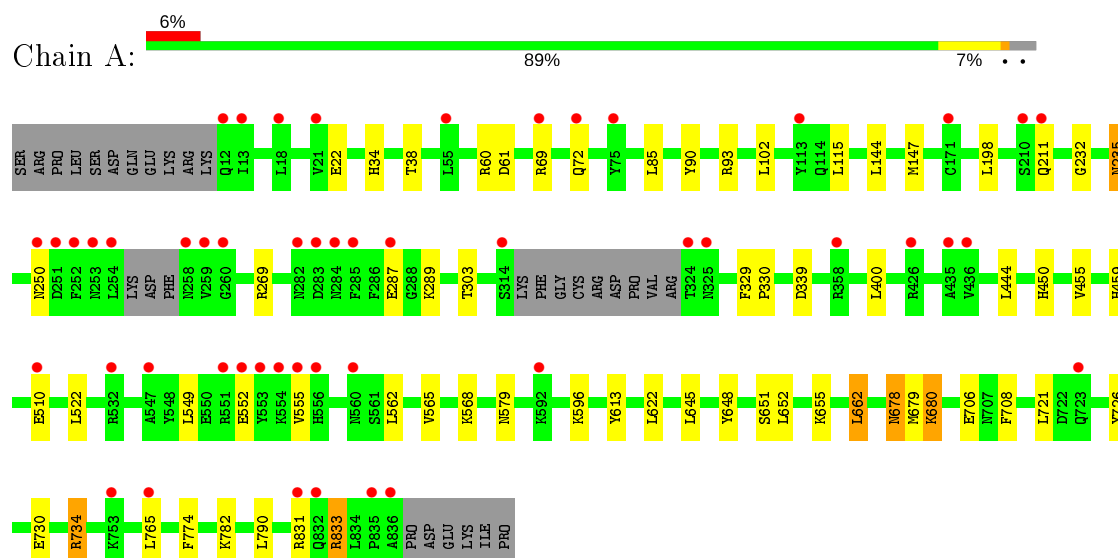 6%
Chain A:
89% 7% • •
SER ARG PRO LEU SER ASP GLN GLU LYS ARG LYS Q12 I13 L18 V21 E22 H34 T38 L55 R60 D61 R69 Q72 Y75 L85 Y90 R93 L102 Y113 Q114 L115 L144 M147 C171 L198 S210 Q211 G232 N235
N250 D251 F252 N253 L254 LYS ASP PHE N258 V259 G260 R269 N282 D283 N284 F285 F286 E287 G288 K289 T303 S314 LYS PHE GLY CYS ARG ASP PRO VAL ARG T324 N325 F329 P330 D339 R358 L400 R426 A435 V436 L444 H450 V455 H459
E510 L522 R532 A547 Y548 L549 E550 R551 E552 Y553 K554 V555 H556 N560 S561 L562 V565 K568 N579 K592 K596 Y613 L622 L645 Y648 S651 L652 K655 L662 N678 M679 K680 E706 N707 F708 L721 D722 Q723 Y726
E730 R734 K753 L765 F774 K782 L790 R831 Q832 R833 L834 P835 A836 PRO ASP GLU LYS ILE PRO